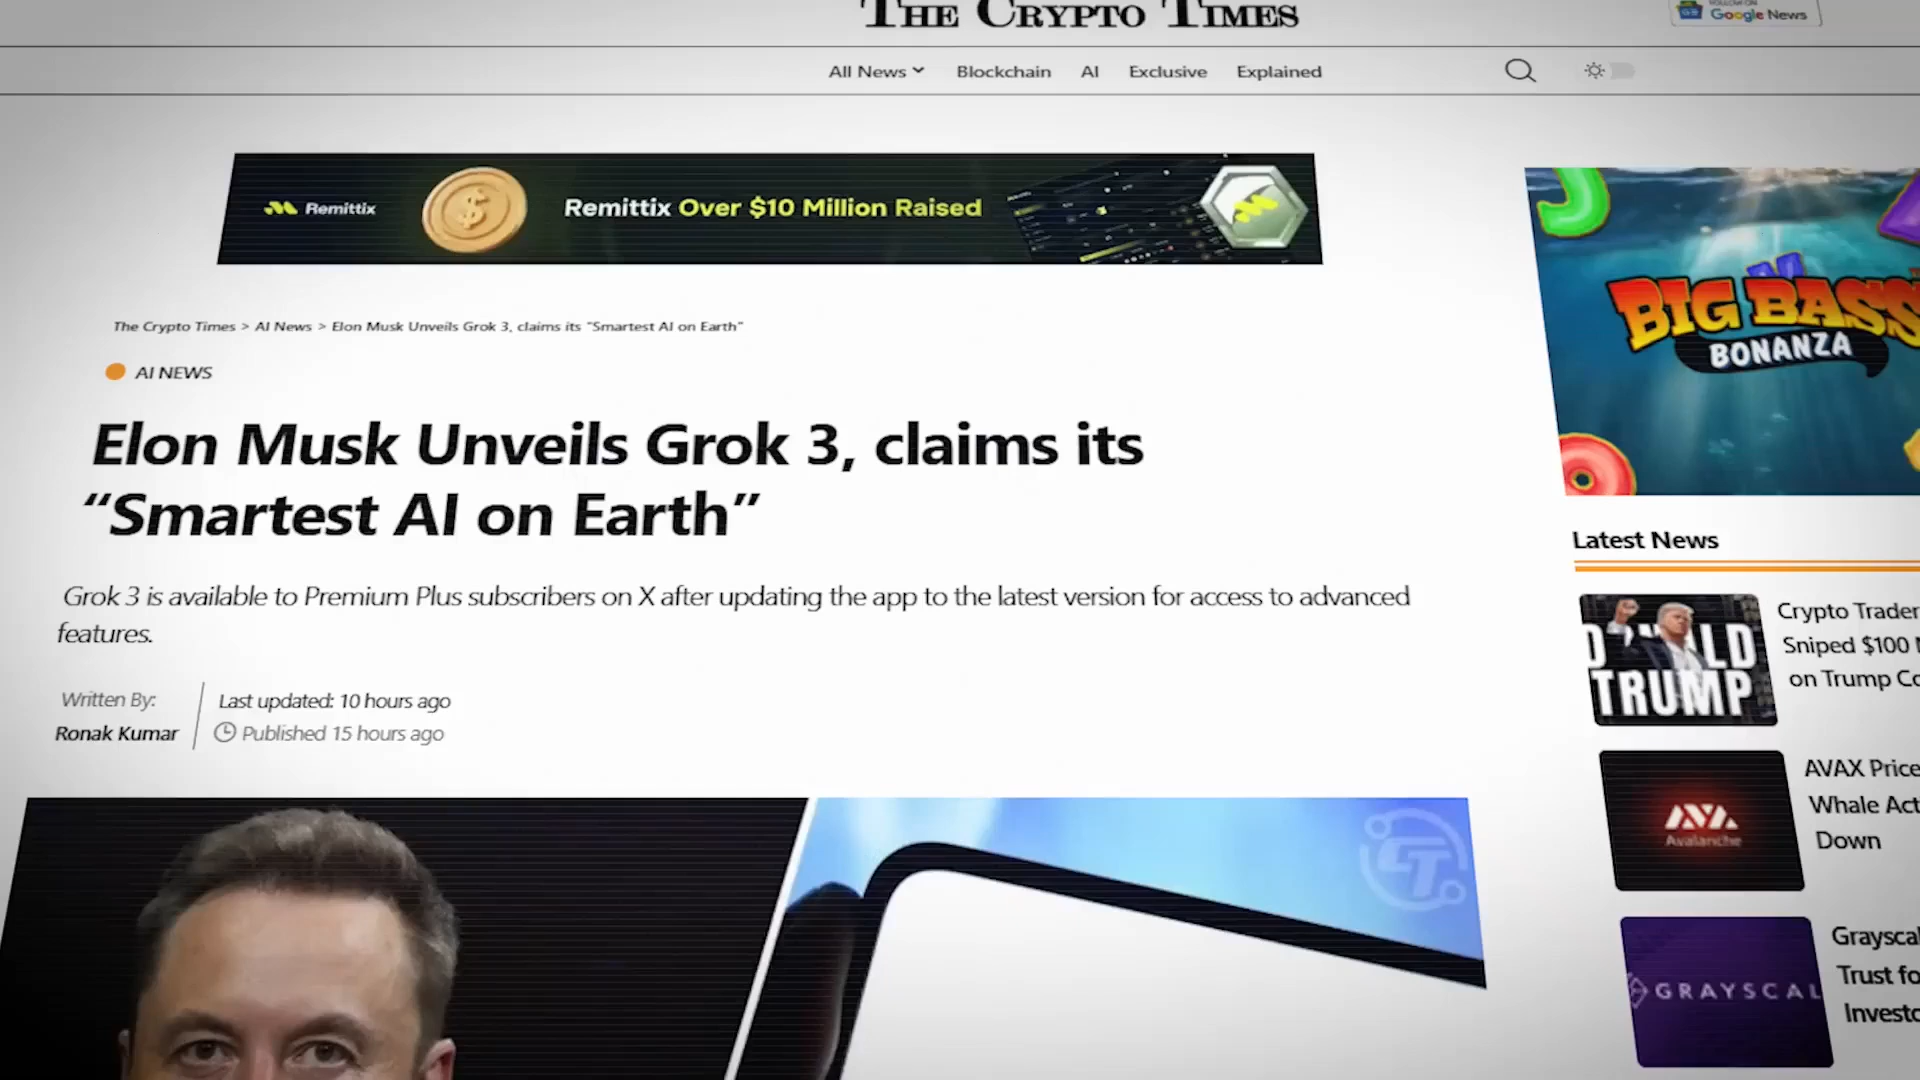 THE CRYPTO TIMES
Google News
All News
Blockchain
AI
Exclusive
Explained
Remittix
Remittix Over $10 Million Raised
BIG BASS
BONANZA
The Crypto Times > AI News > Elon Musk Unveils Grok 3, claims its "Smartest AI on Earth"
AI NEWS
Elon Musk Unveils Grok 3, claims its
“Smartest AI on Earth”
Grok 3 is available to Premium Plus subscribers on X after updating the app to the latest version for access to advanced
features.
Written By:
Ronak Kumar
Last updated: 10 hours ago
Published 15 hours ago
Latest News
DONALD
TRUMP
Crypto Trader
Sniped $100
on Trump
Avalanche
AVAX Price
Whale
Down
GRAYSCAL
Trust